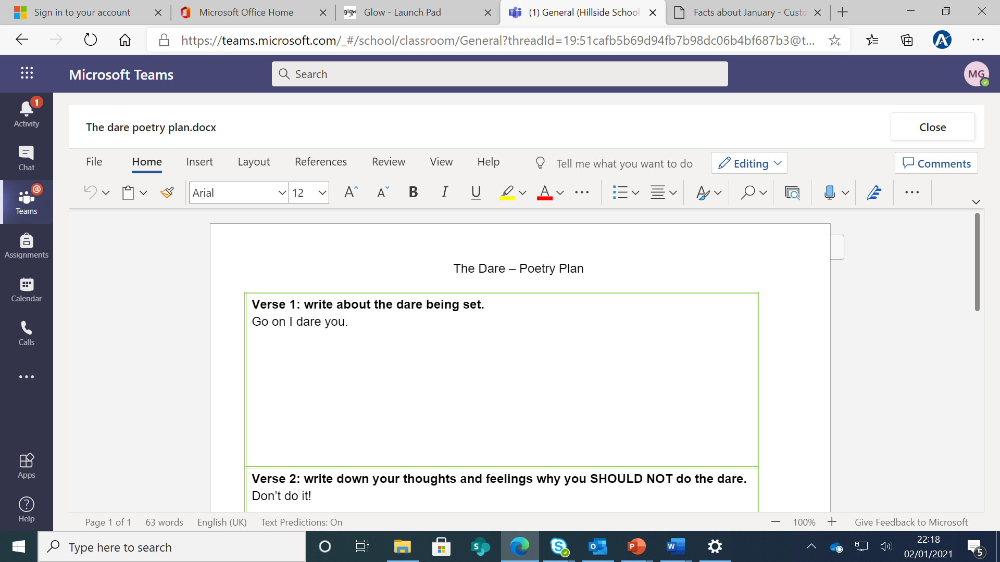 Sign in to your account
Microsoft Office Home
glow Glow - Launch Pad
(1) General (Hillside School
Facts about January - Custo
https://teams.microsoft.com/_#/school/classroom/General?threadId=19:51cafb5b69d94fb7b98dc06b4bf687b3@t...
Microsoft Teams
Search
MG
1
Activity
Chat
@
Teams
Assignments
Calendar
Calls
Apps
Help
The dare poetry plan.docx
Close
File Home Insert Layout References Review View Help Tell me what you want to do Editing Comments
Arial 12 A A B I U A
The Dare – Poetry Plan
Verse 1: write about the dare being set.
Go on I dare you.
Verse 2: write down your thoughts and feelings why you SHOULD NOT do the dare.
Don't do it!
Page 1 of 1 63 words English (UK) Text Predictions: On 100% Give Feedback to Microsoft
Type here to search
22:18
02/01/2021
5